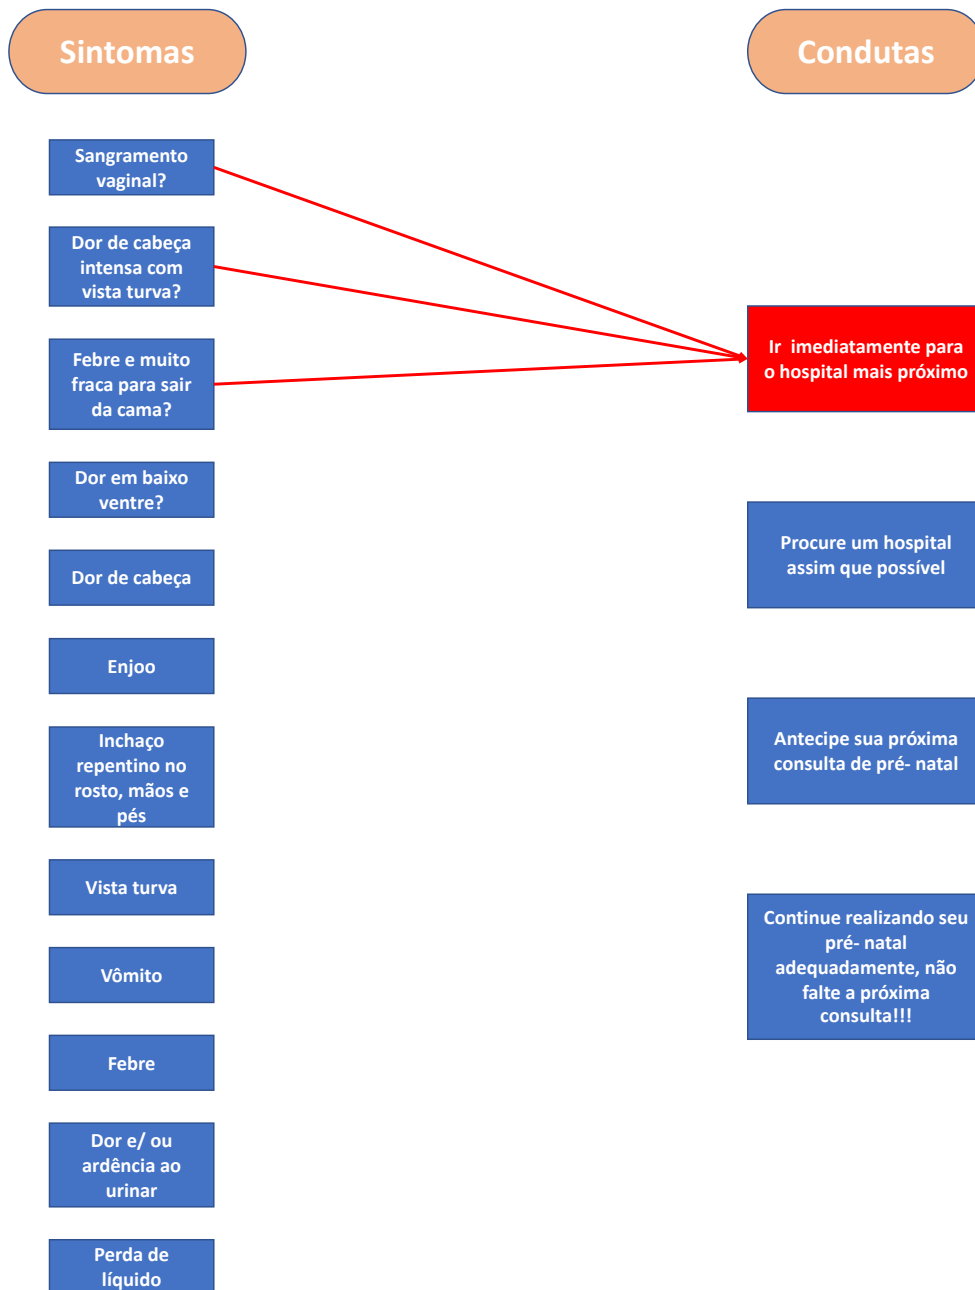 Sintomas
Condutas
Sangramento
vaginal?
Dor de cabeça
intensa com
vista turva?
Febre e muito
fraca para sair
da cama?
Dor em baixo
ventre?
Dor de cabeça
Enjoo
Inchaço
repentino no
rosto, mãos e
pés
Vista turva
Vômito
Febre
Dor e/ ou
ardência ao
urinar
Perda de
líquido
Ir  imediatamente para
o hospital mais próximo
Procure um hospital
assim que possível
Antecipe sua próxima
consulta de pré- natal
Continue realizando seu
pré- natal
adequadamente, não
falte a próxima
consulta!!!